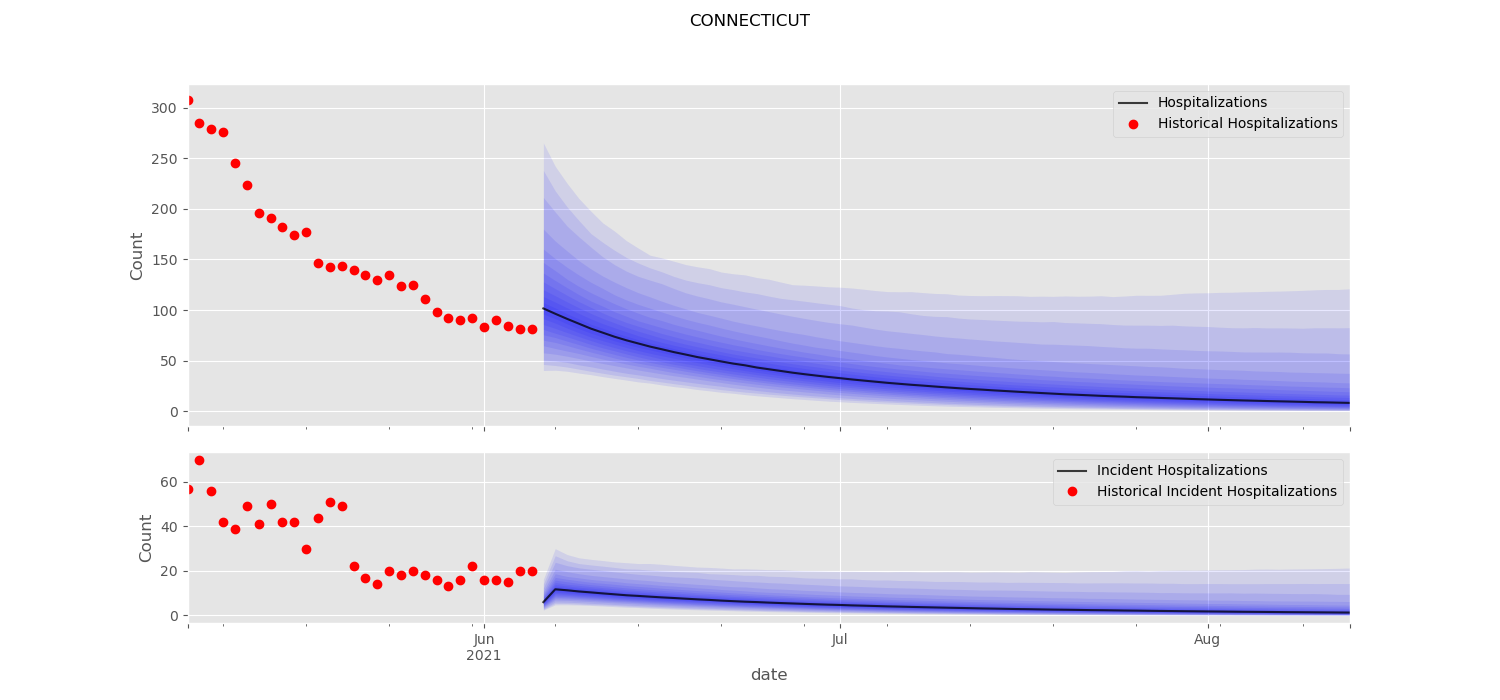 CONNECTICUT
300
250
200
150
100
50
0
Count
Hospitalizations
Historical Hospitalizations
60
40
20
0
Count
Incident Hospitalizations
Historical Incident Hospitalizations
Jun
2021
Jul
Aug
date